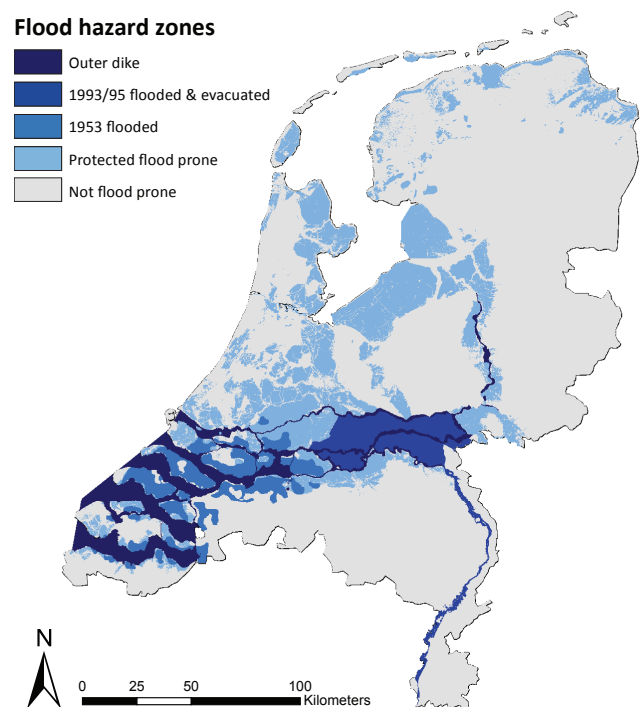 Flood hazard zones
Outer dike
1993/95 flooded & evacuated
1953 flooded
Protected flood prone
Not flood prone
N
0 25 50 100
Kilometers